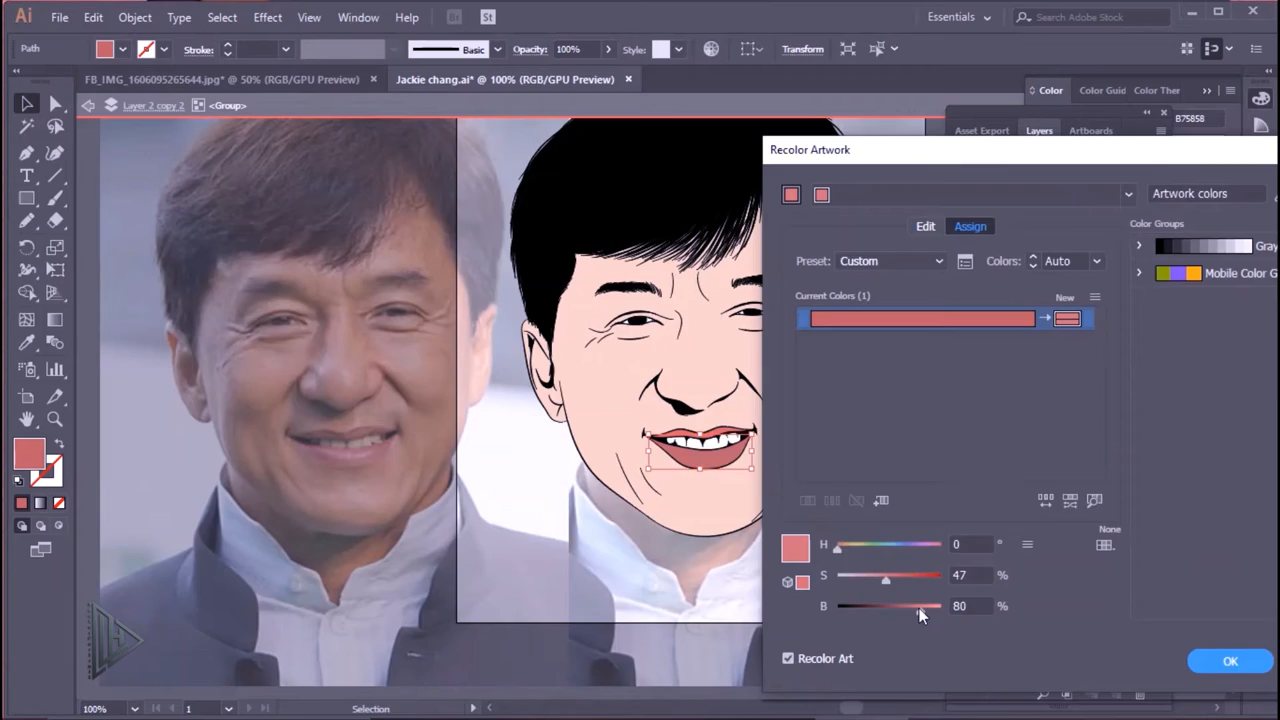 Ai File Edit Object Type Select Effect View Window Help Br St Essentials Search Adobe Stock
Path Stroke: Basic Opacity: 100% Style: Transform
FB_IMG_1606095265644.jpg* @ 50% (RGB/GPU Preview) Jackie chang.ai* @ 100% (RGB/GPU Preview)
Color Color Guid Color Ther
Layer 2 copy 2 <Group>
B75858
Asset Export Layers Artboards
Recolor Artwork
Artwork colors
Edit Assign
Color Groups
Gray
Preset: Custom Colors: Auto
Mobile Color G
Current Colors (1) New
None
H 0 °
S 47 %
B 80 %
Recolor Art
OK
100% 1 Selection